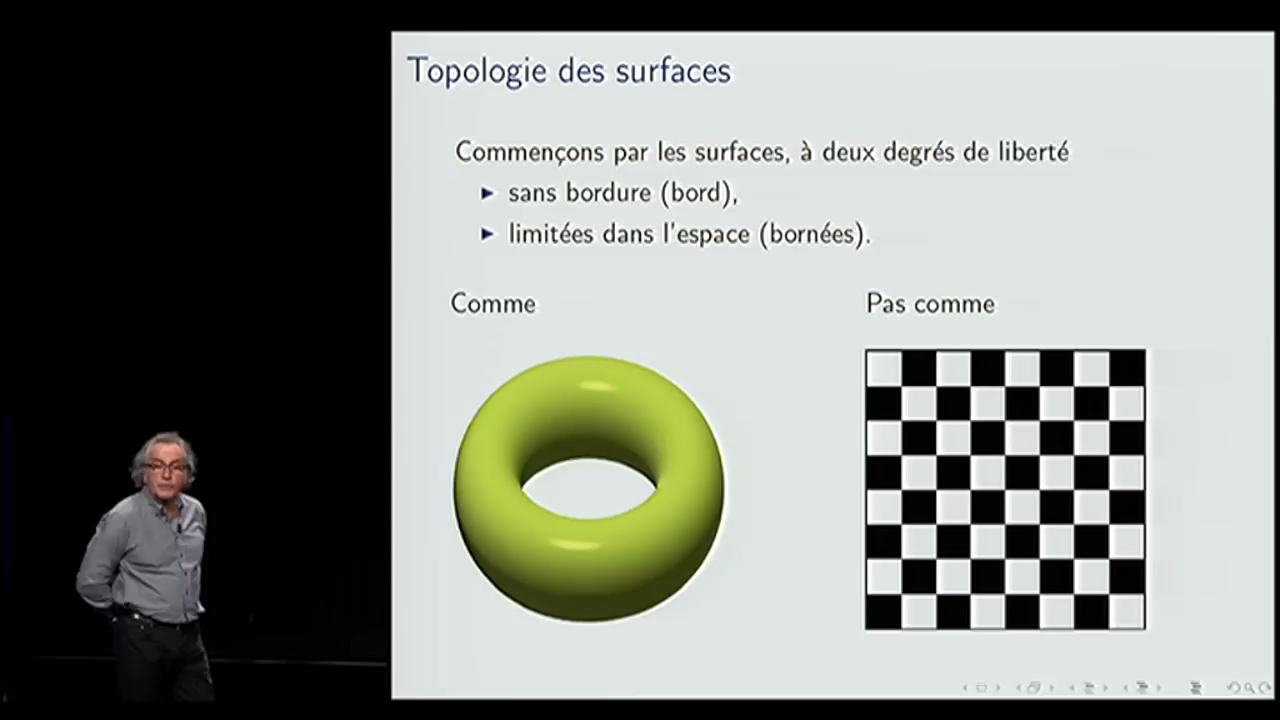 Topologie des surfaces
Commençons par les surfaces, à deux degrés de liberté
sans bordure (bord),
limitées dans l'espace (bornées).
Comme
Pas comme